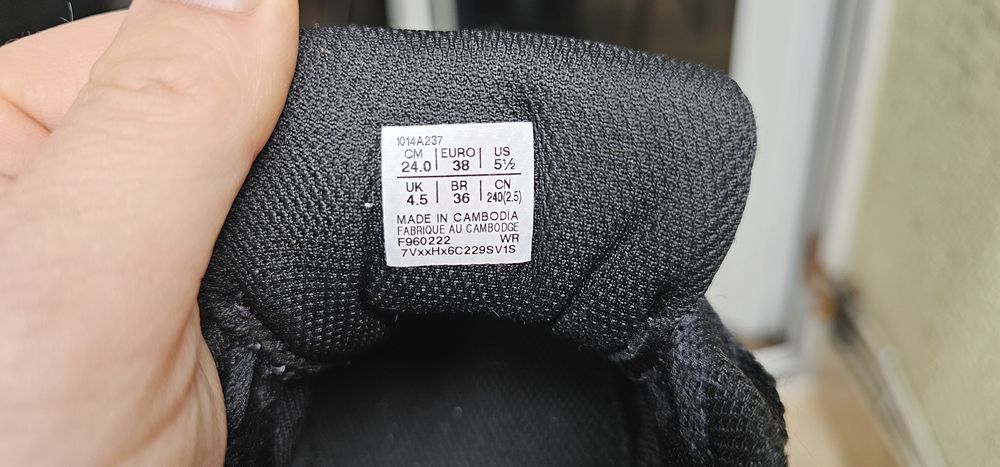 1014A237
CM EURO US
24.0 38 5½
UK BR CN
4.5 36 240(2.5)
MADE IN CAMBODIA
FABRIQUE AU CAMBODGE
F960222 WR
7VxxHx6C229SV1S